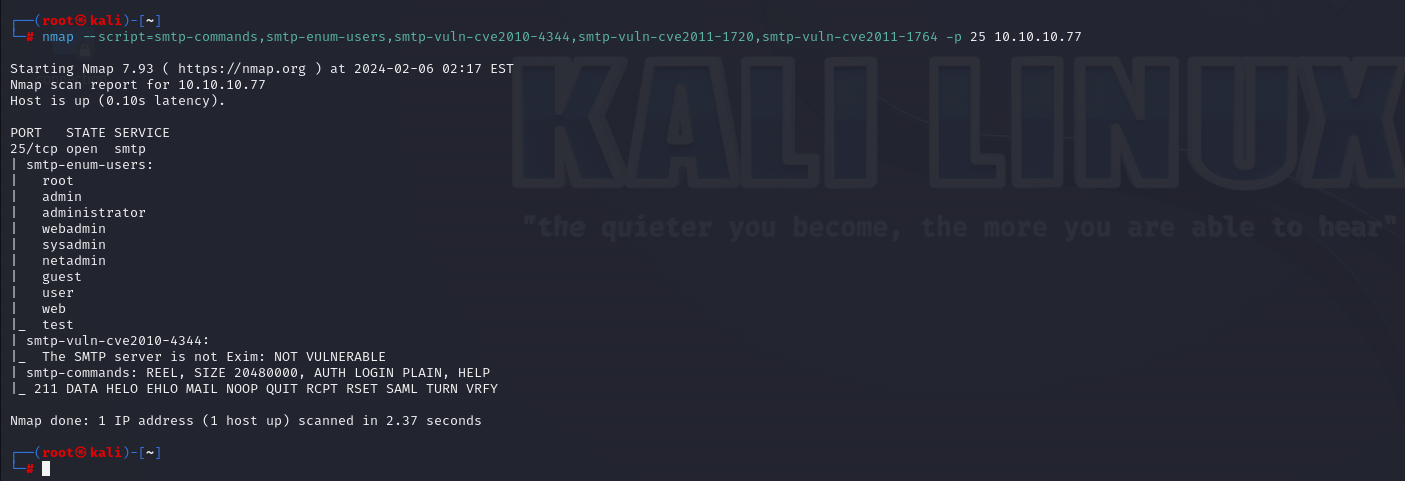 ┌──(root㉿kali)-[~]
└─# nmap --script=smtp-commands,smtp-enum-users,smtp-vuln-cve2010-4344,smtp-vuln-cve2011-1720,smtp-vuln-cve2011-1764 -p 25 10.10.10.77
Starting Nmap 7.93 ( https://nmap.org ) at 2024-02-06 02:17 EST
Nmap scan report for 10.10.10.77
Host is up (0.10s latency).
PORT   STATE SERVICE
25/tcp open  smtp
| smtp-enum-users:
|   root
|   admin
|   administrator
|   webadmin
|   sysadmin
|   netadmin
|   guest
|   user
|   web
|_  test
| smtp-vuln-cve2010-4344:
|_  The SMTP server is not Exim: NOT VULNERABLE
| smtp-commands: REEL, SIZE 20480000, AUTH LOGIN PLAIN, HELP
|_ 211 DATA HELO EHLO MAIL NOOP QUIT RCPT RSET SAML TURN VRFY
Nmap done: 1 IP address (1 host up) scanned in 2.37 seconds
┌──(root㉿kali)-[~]
└─#
KALI LINUX
"the quieter you become, the more you are able to hear"